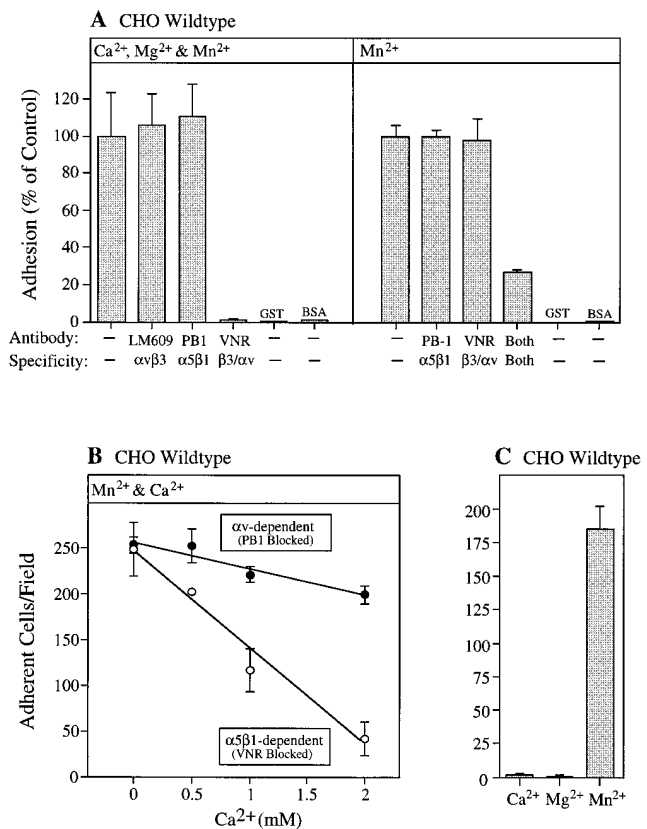 A CHO Wildtype
Ca2+, Mg2+ & Mn2+
Mn2+
Adhesion (% of Control)
120
100
80
60
40
20
0
GST BSA
GST BSA
Antibody: – LM609 PB1 VNR – – – PB-1 VNR Both – –
Specificity: – αvβ3 α5β1 β3/αv – – – α5β1 β3/αv Both – –
B CHO Wildtype
Mn2+ & Ca2+
αv-dependent
(PB1 Blocked)
Adherent Cells/Field
250
200
150
100
50
0
α5β1-dependent
(VNR Blocked)
0 0.5 1 1.5 2
Ca2+ (mM)
C CHO Wildtype
200
175
150
125
100
75
50
25
0
Ca2+ Mg2+ Mn2+